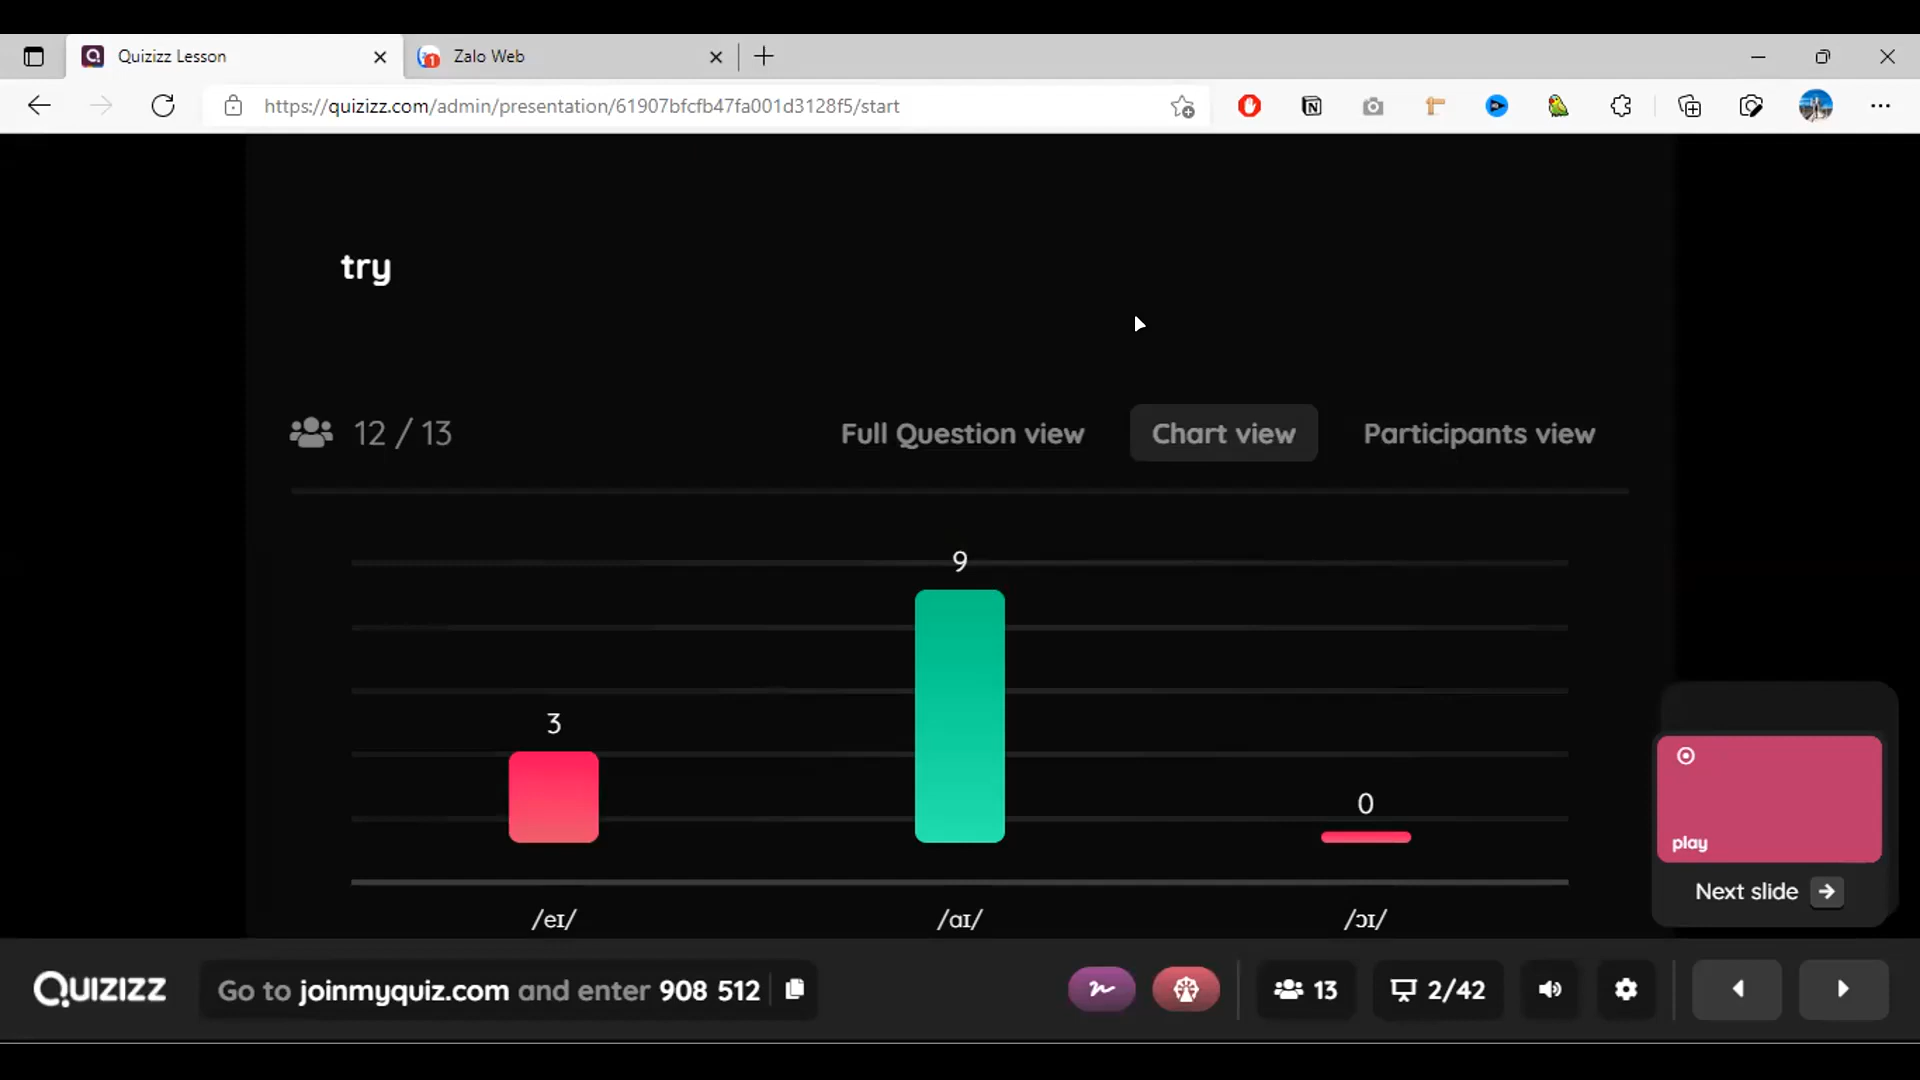 Quizizz Lesson
1 Zalo Web
https://quizizz.com/admin/presentation/61907bfcfb47fa001d3128f5/start
try
12 / 13
Full Question view Chart view Participants view
9
3
0
/eɪ/ /aɪ/ /ɔɪ/
play
Next slide
Quizizz
Go to joinmyquiz.com and enter 908 512
13
2/42